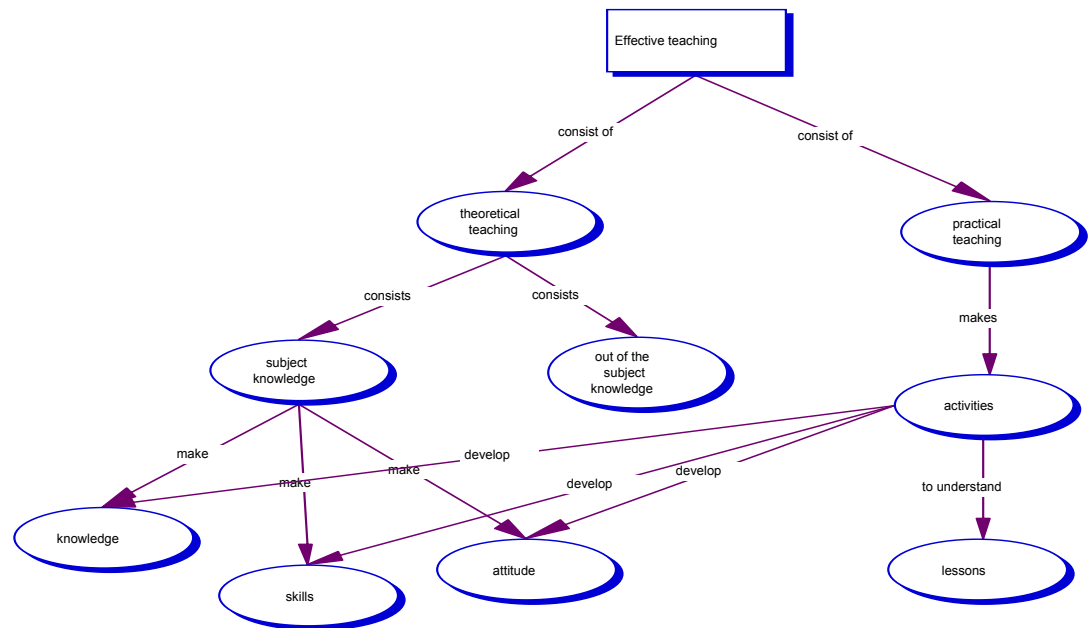 Effective teaching
consist of
consist of
theoretical
teaching
practical
teaching
consists
consists
makes
subject
knowledge
out of the
subject
knowledge
activities
make
develop
make
make
develop
develop
to understand
knowledge
skills
attitude
lessons